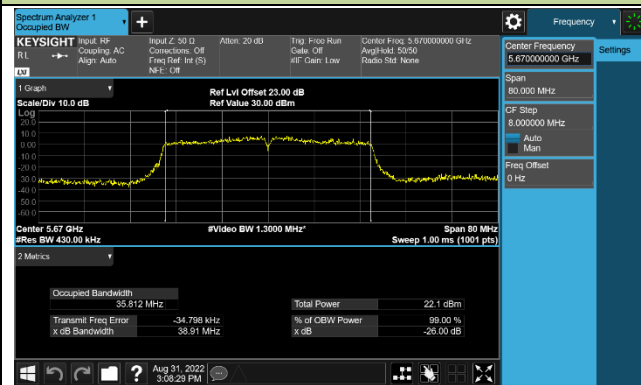 Spectrum Analyzer 1
Occupied BW
+
Frequency
KEYSIGHT
RL
LXI
Input: RF
Coupling: AC
Align: Auto
Input Z: 50 Ω
Corrections: Off
Freq Ref: Int (S)
NFE: Off
Atten: 20 dB
Trig: Free Run
Gate: Off
#IF Gain: Low
Center Freq: 5.670000000 GHz
Avg|Hold: 50/50
Radio Std: None
Center Frequency
5.670000000 GHz
Settings
Span
80.000 MHz
CF Step
8.000000 MHz
Auto
Man
Freq Offset
0 Hz
1 Graph
Scale/Div 10.0 dB
Ref Lvl Offset 23.00 dB
Ref Value 30.00 dBm
Log
20.0
10.0
0.00
-10.0
-20.0
-30.0
-40.0
-50.0
-60.0
Center 5.67 GHz
#Res BW 430.00 kHz
#Video BW 1.3000 MHz*
Span 80 MHz
Sweep 1.00 ms (1001 pts)
2 Metrics
Occupied Bandwidth
35.812 MHz
Total Power 22.1 dBm
Transmit Freq Error -34.798 kHz
% of OBW Power 99.00 %
x dB Bandwidth 38.91 MHz
x dB -26.00 dB
?
Aug 31, 2022
3:08:29 PM